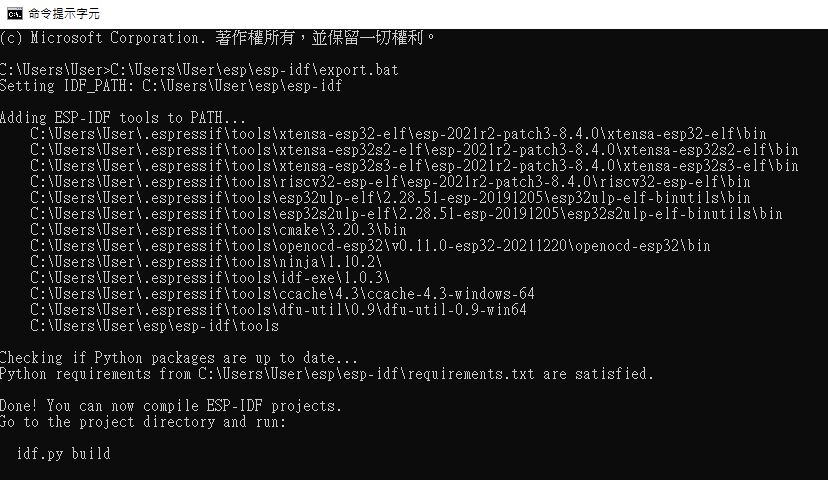 命令提示字元
(c) Microsoft Corporation. 著作權所有，並保留一切權利。
C:\Users\User>C:\Users\User\esp\esp-idf\export.bat
Setting IDF_PATH: C:\Users\User\esp\esp-idf
Adding ESP-IDF tools to PATH...
C:\Users\User\.espressif\tools\xtensa-esp32-elf\esp-2021r2-patch3-8.4.0\xtensa-esp32-elf\bin
C:\Users\User\.espressif\tools\xtensa-esp32s2-elf\esp-2021r2-patch3-8.4.0\xtensa-esp32s2-elf\bin
C:\Users\User\.espressif\tools\xtensa-esp32s3-elf\esp-2021r2-patch3-8.4.0\xtensa-esp32s3-elf\bin
C:\Users\User\.espressif\tools\riscv32-esp-elf\esp-2021r2-patch3-8.4.0\riscv32-esp-elf\bin
C:\Users\User\.espressif\tools\esp32ulp-elf\2.28.51-esp-20191205\esp32ulp-elf-binutils\bin
C:\Users\User\.espressif\tools\esp32s2ulp-elf\2.28.51-esp-20191205\esp32s2ulp-elf-binutils\bin
C:\Users\User\.espressif\tools\cmake\3.20.3\bin
C:\Users\User\.espressif\tools\openocd-esp32\v0.11.0-esp32-20211220\openocd-esp32\bin
C:\Users\User\.espressif\tools\ninja\1.10.2\
C:\Users\User\.espressif\tools\idf-exe\1.0.3\
C:\Users\User\.espressif\tools\ccache\4.3\ccache-4.3-windows-64
C:\Users\User\.espressif\tools\dfu-util\0.9\dfu-util-0.9-win64
C:\Users\User\esp\esp-idf\tools
Checking if Python packages are up to date...
Python requirements from C:\Users\User\esp\esp-idf\requirements.txt are satisfied.
Done! You can now compile ESP-IDF projects.
Go to the project directory and run:
idf.py build